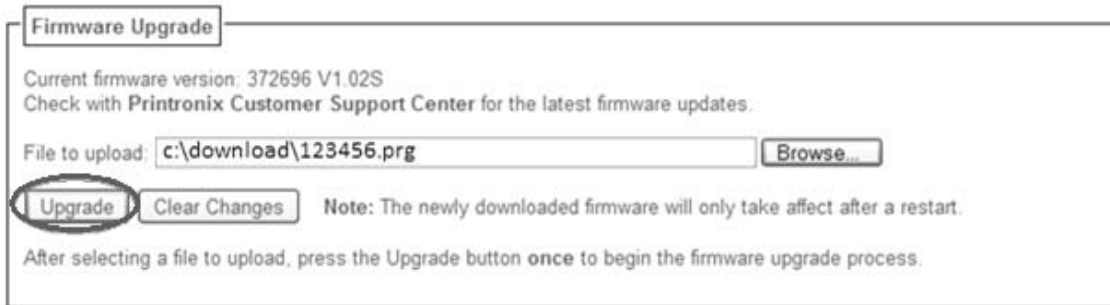 Firmware Upgrade
Current firmware version: 372696 V1.02S
Check with Printronix Customer Support Center for the latest firmware updates.
File to upload: c:\download\123456.prg Browse...
Upgrade Clear Changes Note: The newly downloaded firmware will only take affect after a restart.
After selecting a file to upload, press the Upgrade button once to begin the firmware upgrade process.